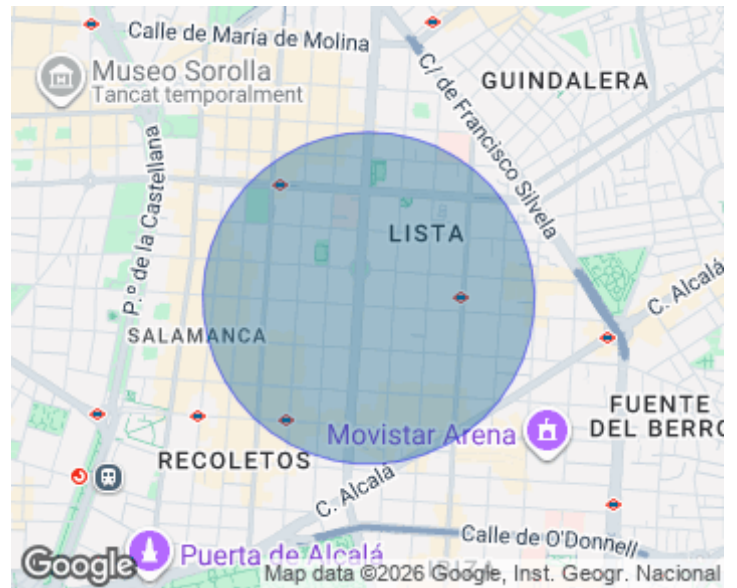 Calle de María de Molina
Museo Sorolla
Tancat temporalment
C/ de Francisco Silvela
GUINDALERA
P.º de la Castellana
LISTA
C. Alcalá
SALAMANCA
FUENTE
DEL BERRO
Movistar Arena
RECOLETOS
C. Alcalá
Calle de O'Donnell
Puerta de Alcalá
Google
Map data ©2026 Google, Inst. Geogr. Nacional